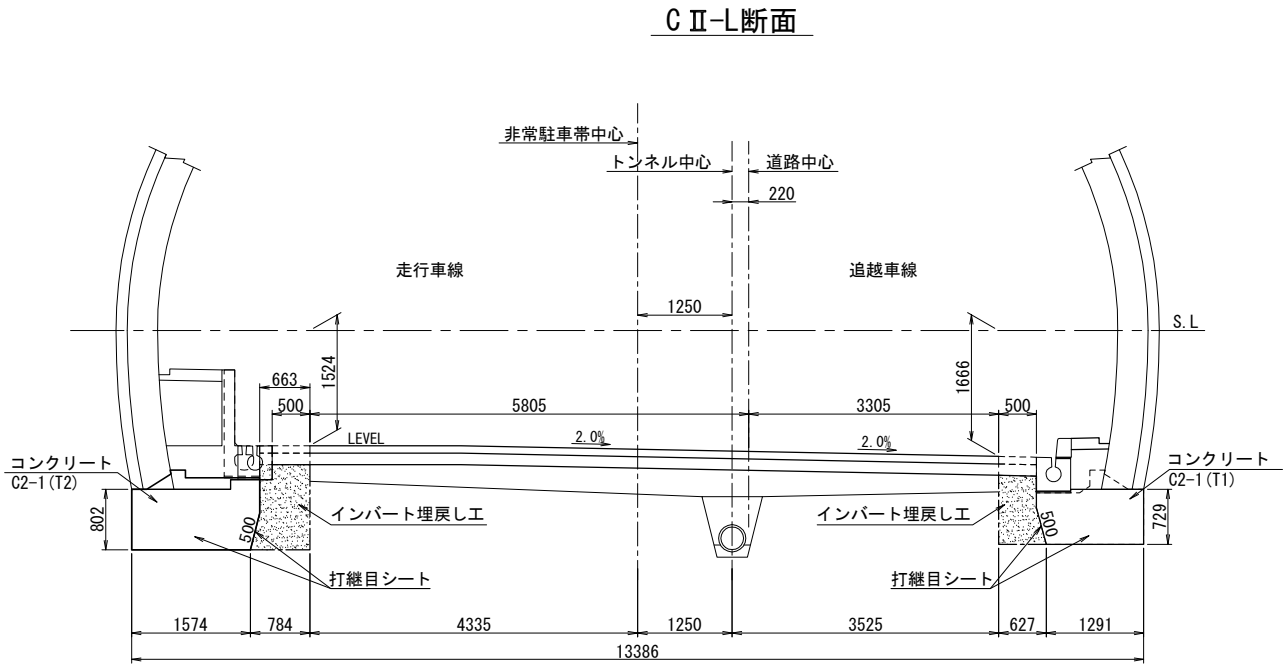 CⅡ-L断面
非常駐車帯中心
トンネル中心
道路中心
220
走行車線
追越車線
1250
S.L
1524
1666
663
500
5805
3305
500
LEVEL
2.0%
2.0%
コンクリート
C2-1(T2)
コンクリート
C2-1(T1)
802
500
インバート埋戻し工
インバート埋戻し工
500
729
打継目シート
打継目シート
1574
784
4335
1250
3525
627
1291
13386